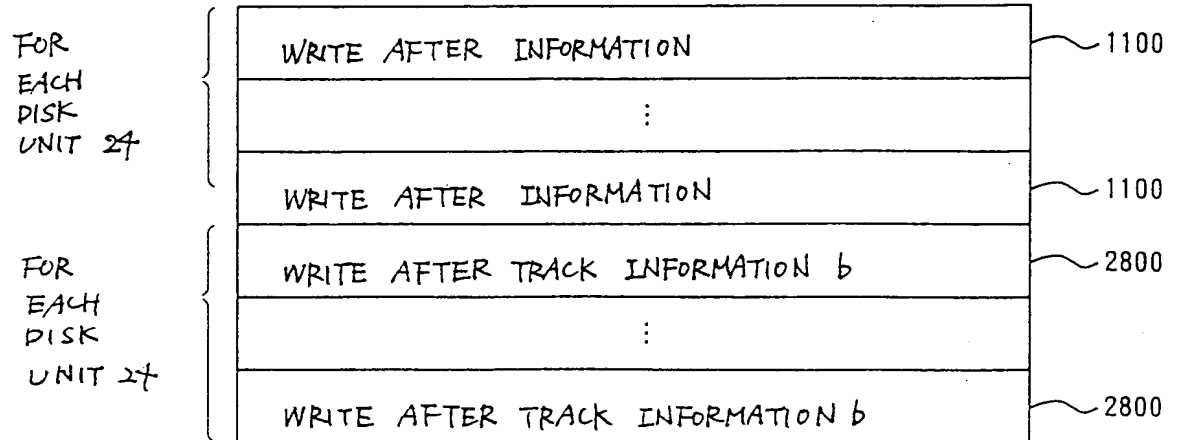 FOR
EACH
DISK
UNIT 24
WRITE AFTER INFORMATION 1100
⋮
WRITE AFTER INFORMATION 1100
FOR
EACH
DISK
UNIT 24
WRITE AFTER TRACK INFORMATION b 2800
⋮
WRITE AFTER TRACK INFORMATION b 2800